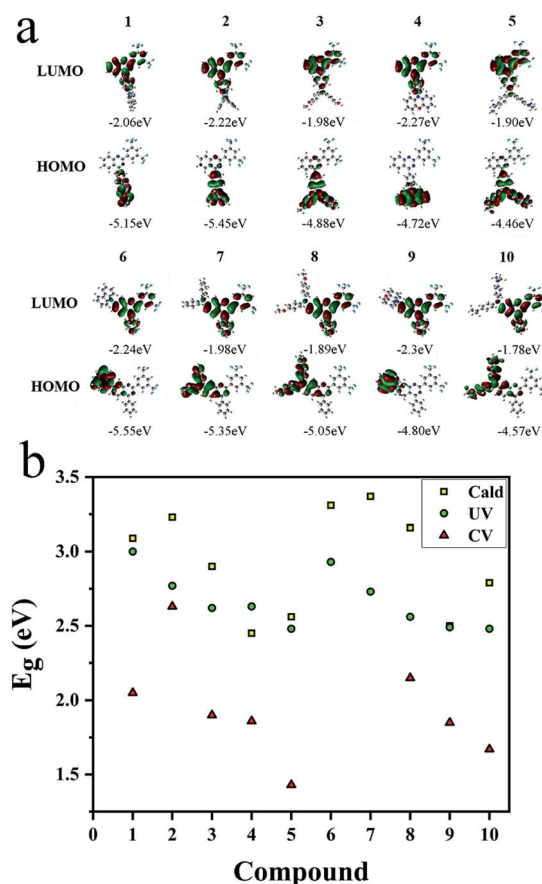 a
1 2 3 4 5
LUMO
-2.06eV -2.22eV -1.98eV -2.27eV -1.90eV
HOMO
-5.15eV -5.45eV -4.88eV -4.72eV -4.46eV
6 7 8 9 10
LUMO
-2.24eV -1.98eV -1.89eV -2.3eV -1.78eV
HOMO
-5.55eV -5.35eV -5.05eV -4.80eV -4.57eV
b
3.5
Cald
UV
CV
3.0
2.5
2.0
1.5
Eg (eV)
0 1 2 3 4 5 6 7 8 9 10
Compound